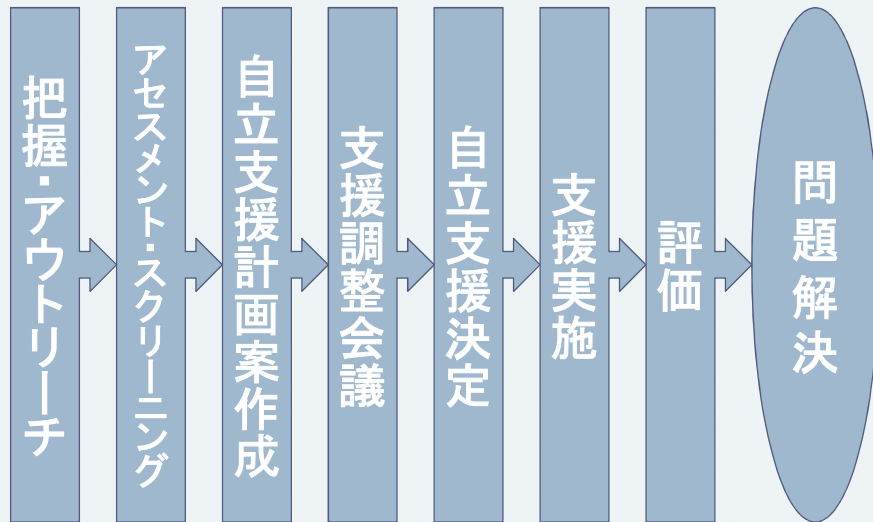 把握・アウトリーチ
アセスメント・スクリーニング
自立支援計画案作成
支援調整会議
自立支援決定
支援実施
評価
問題解決